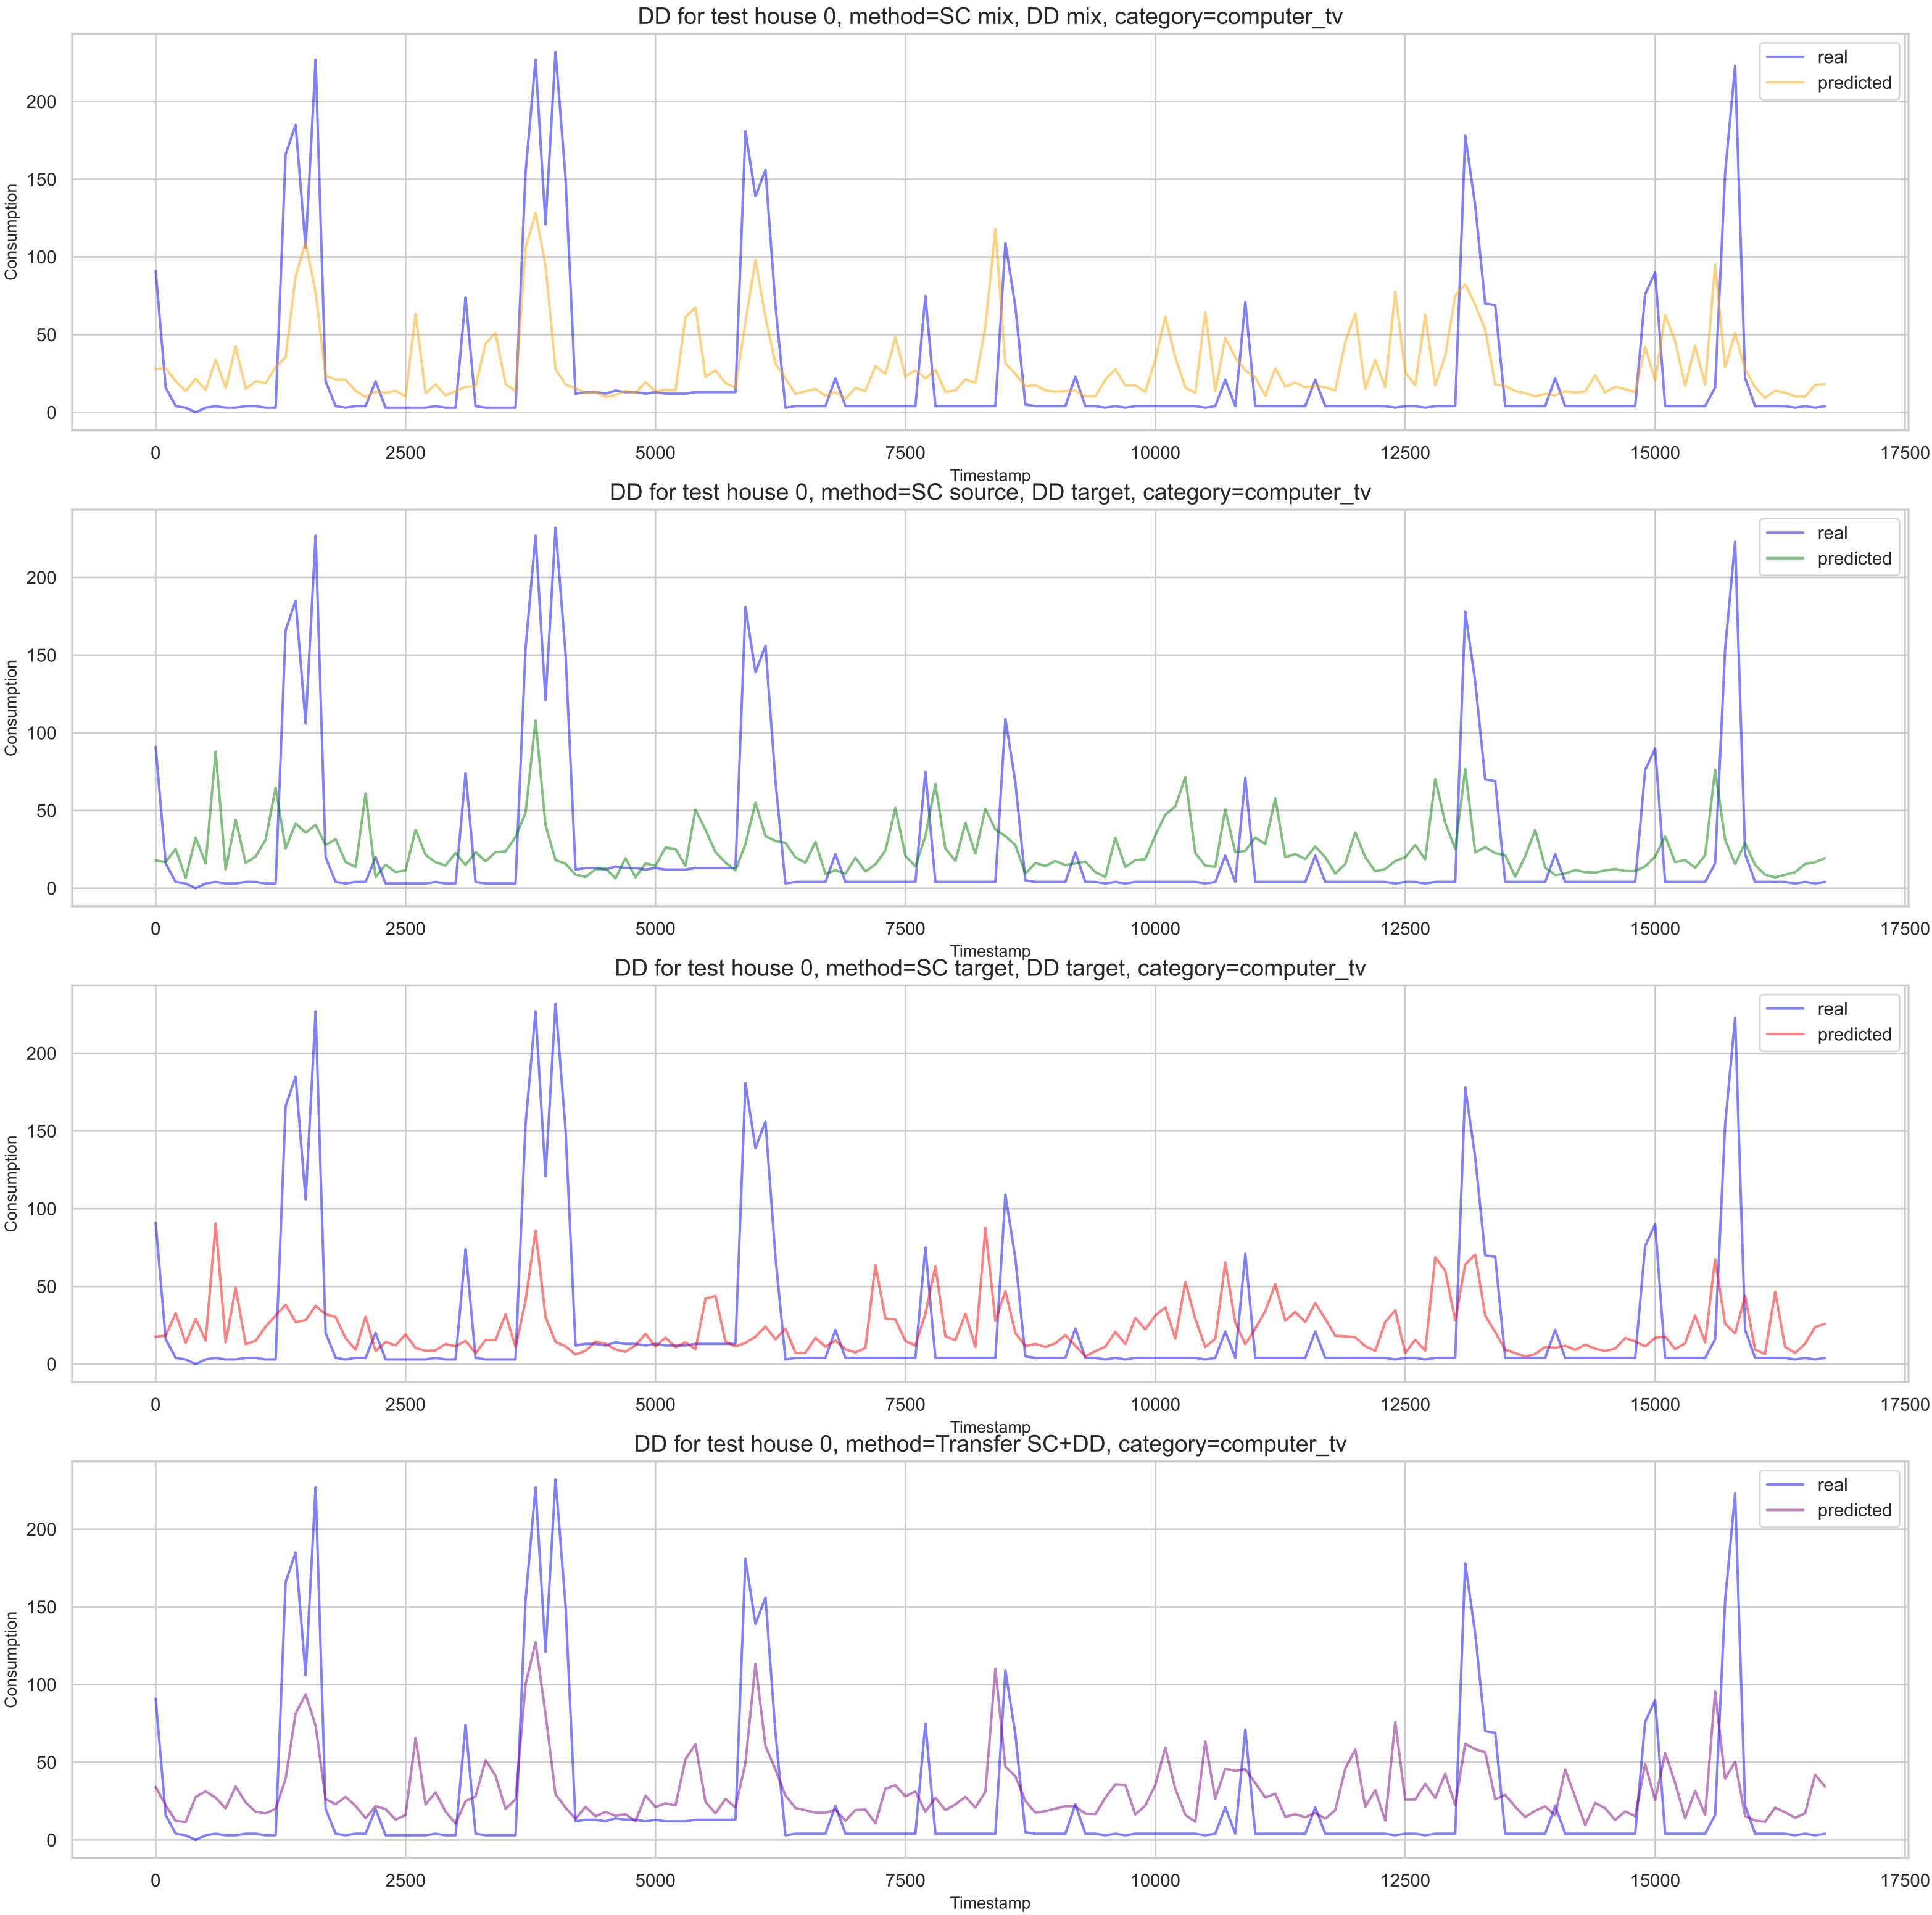 DD for test house 0, method=SC mix, DD mix, category=computer_tv
real
predicted
200
150
100
50
0
Consumption
0 2500 5000 7500 10000 12500 15000 17500
Timestamp
DD for test house 0, method=SC source, DD target, category=computer_tv
real
predicted
200
150
100
50
0
Consumption
0 2500 5000 7500 10000 12500 15000 17500
Timestamp
DD for test house 0, method=SC target, DD target, category=computer_tv
real
predicted
200
150
100
50
0
Consumption
0 2500 5000 7500 10000 12500 15000 17500
Timestamp
DD for test house 0, method=Transfer SC+DD, category=computer_tv
real
predicted
200
150
100
50
0
Consumption
0 2500 5000 7500 10000 12500 15000 17500
Timestamp